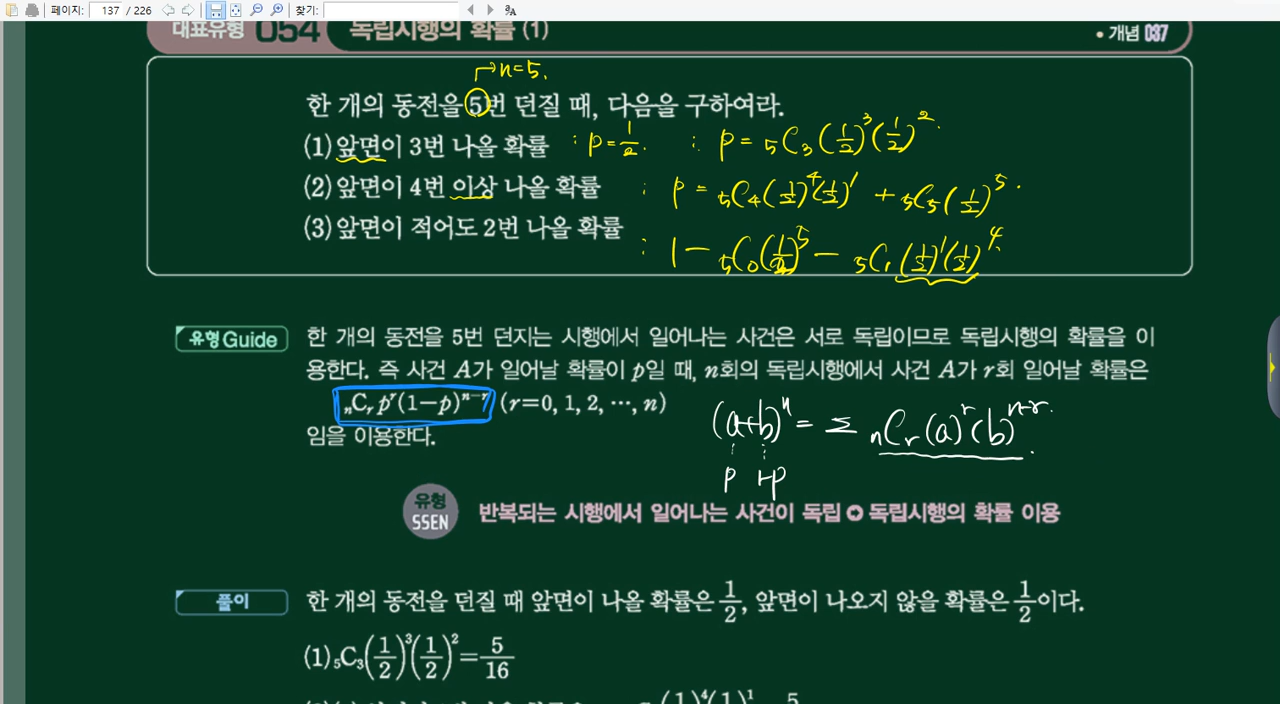 페이지: 137 / 226 찾기:
대표유형 054 독립시행의 확률 (1) • 개념 037
→ n=5.
한 개의 동전을 5번 던질 때, 다음을 구하여라.
(1) 앞면이 3번 나올 확률 : p=1/2. : p = ₅C₃(1/2)³(1/2)².
(2) 앞면이 4번 이상 나올 확률 : p = ₅C₄(1/2)⁴(1/2)¹ + ₅C₅(1/2)⁵.
(3) 앞면이 적어도 2번 나올 확률 : 1 − ₅C₀(1/2)⁵ − ₅C₁(1/2)¹(1/2)⁴.
유형Guide 한 개의 동전을 5번 던지는 시행에서 일어나는 사건은 서로 독립이므로 독립시행의 확률을 이
용한다. 즉 사건 A가 일어날 확률이 p일 때, n회의 독립시행에서 사건 A가 r회 일어날 확률은
ₙCᵣ pʳ(1−p)ⁿ⁻ʳ (r=0, 1, 2, ⋯, n)
(a+b)ⁿ = Σ ₙCᵣ(a)ʳ(b)ⁿ⁻ʳ.
임을 이용한다.
p 1-p
유형 SSEN 반복되는 시행에서 일어나는 사건이 독립 ➲ 독립시행의 확률 이용
풀이 한 개의 동전을 던질 때 앞면이 나올 확률은 1/2, 앞면이 나오지 않을 확률은 1/2이다.
(1) ₅C₃(1/2)³(1/2)²=5/16